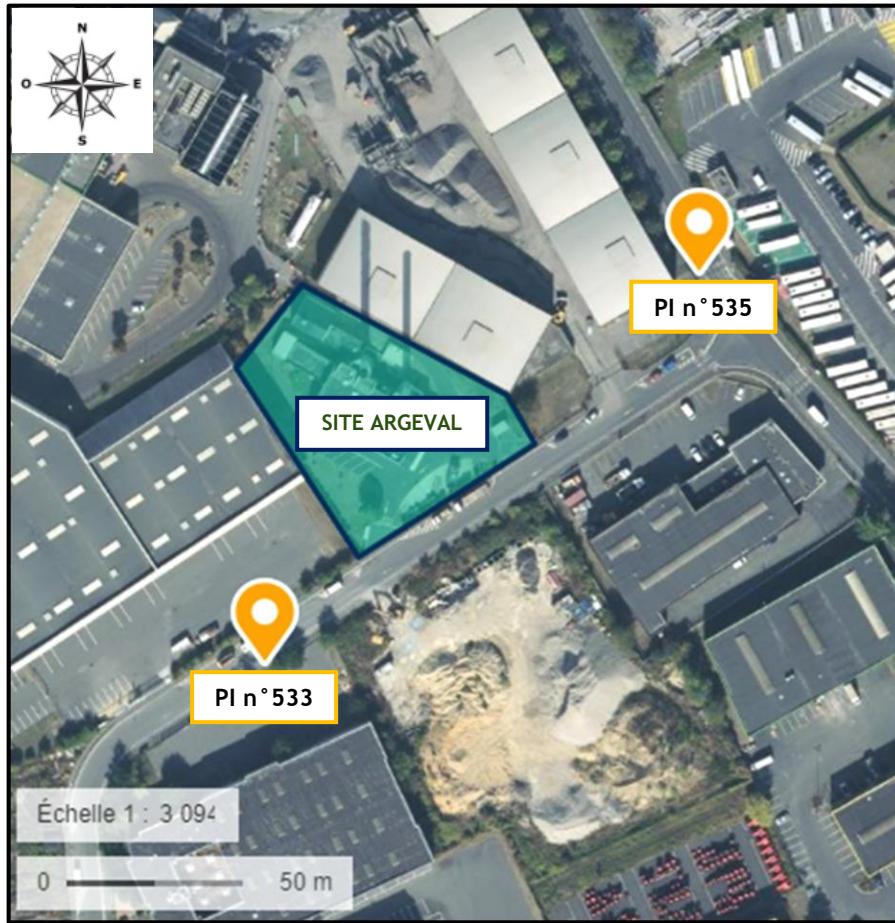 N
O E
S
PI n°535
SITE ARGEVAL
PI n°533
Échelle 1 : 3 094
0 50 m